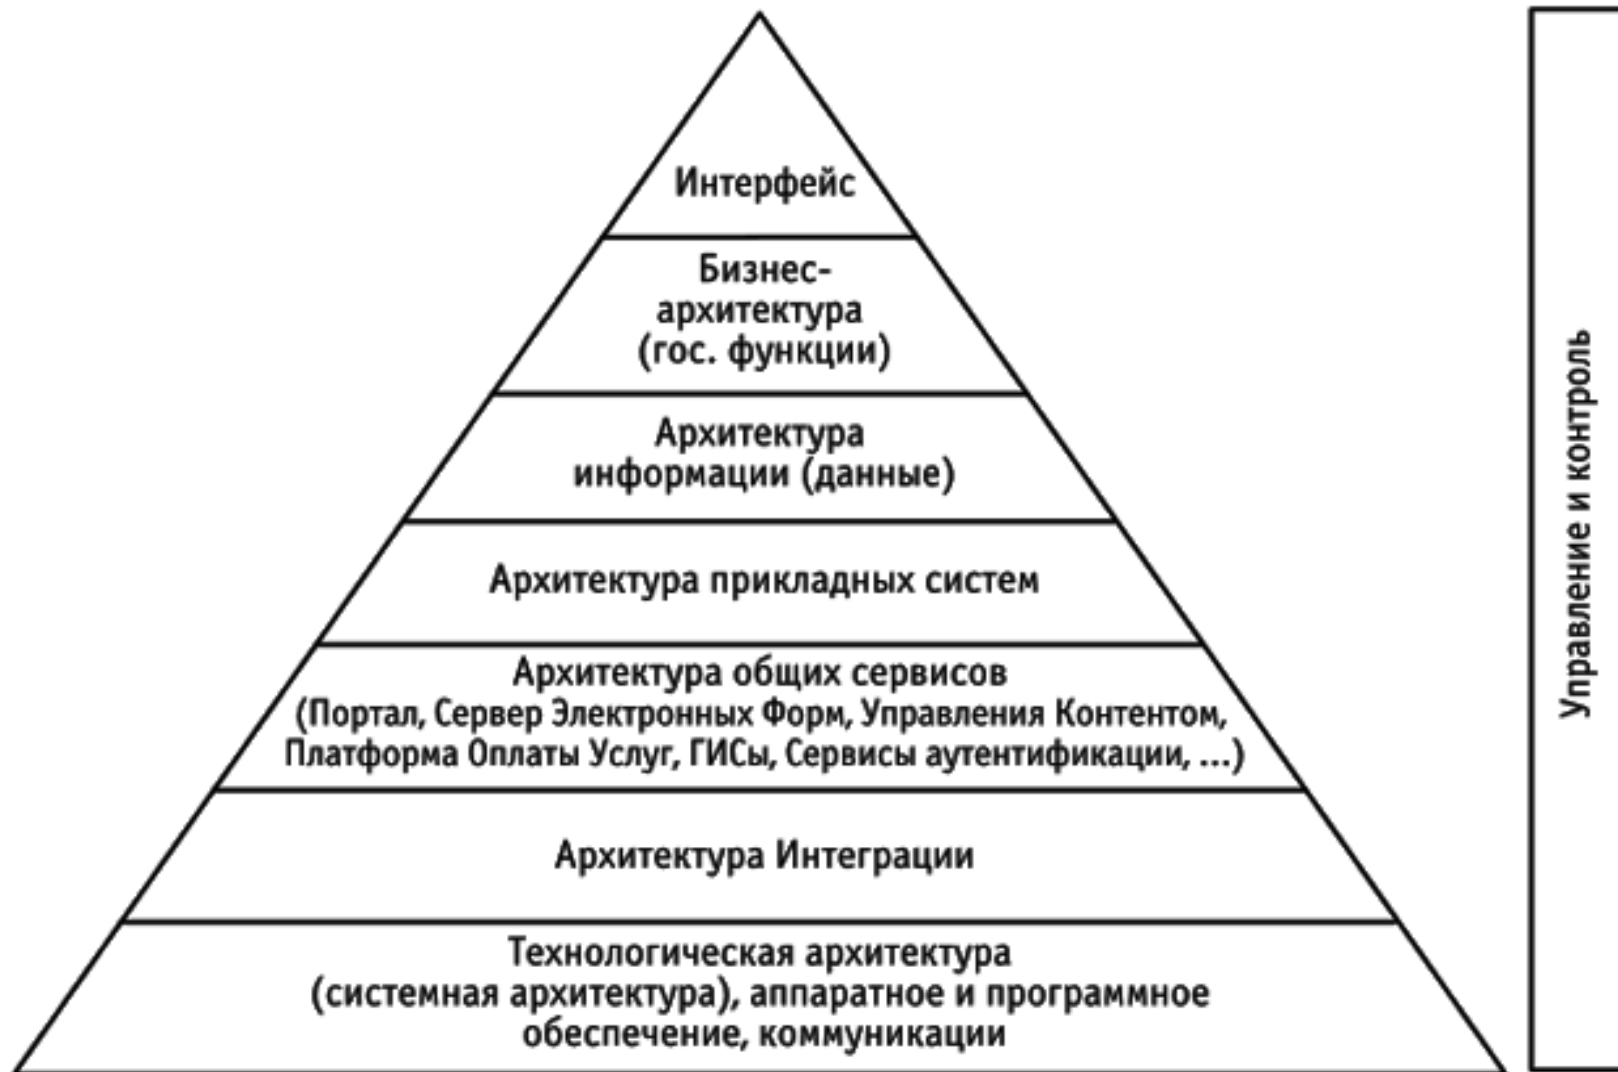 Интерфейс
Бизнес-
архитектура
(гос. функции)
Архитектура
информации (данные)
Архитектура прикладных систем
Архитектура общих сервисов
(Портал, Сервер Электронных Форм, Управления Контентом,
Платформа Оплаты Услуг, ГИСы, Сервисы аутентификации, ...)
Архитектура Интеграции
Технологическая архитектура
(системная архитектура), аппаратное и программное
обеспечение, коммуникации
Управление и контроль